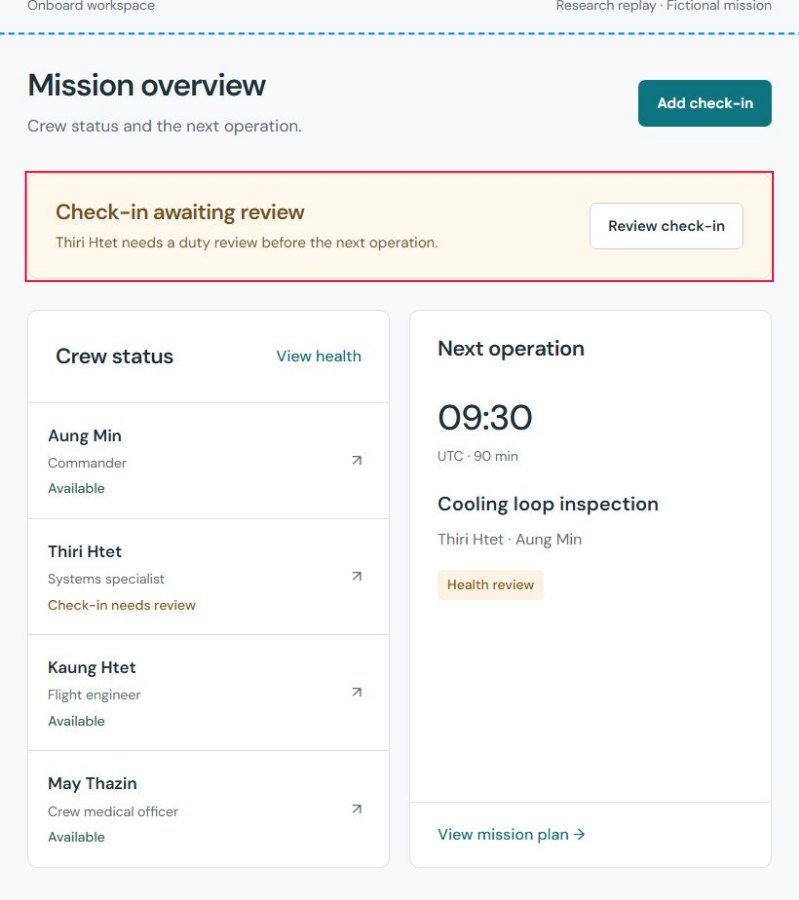 Onboard workspace
Research replay · Fictional mission
Mission overview
Crew status and the next operation.
Add check-in
Check-in awaiting review
Thiri Htet needs a duty review before the next operation.
Review check-in
Crew status
View health
Aung Min
Commander
Available
Thiri Htet
Systems specialist
Check-in needs review
Kaung Htet
Flight engineer
Available
May Thazin
Crew medical officer
Available
Next operation
09:30
UTC · 90 min
Cooling loop inspection
Thiri Htet · Aung Min
Health review
View mission plan →